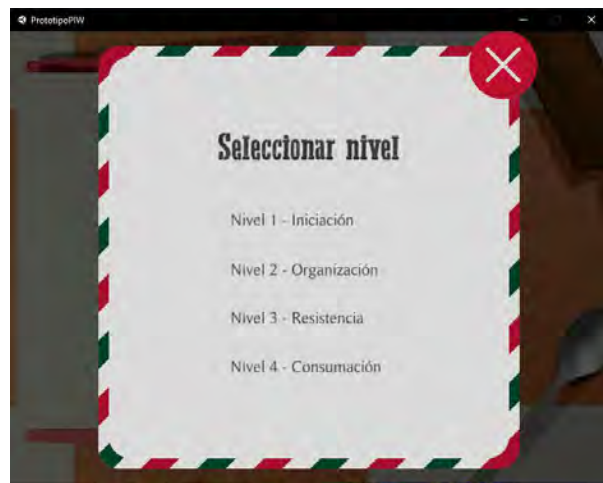 PrototipoPIW
Seleccionar nivel
Nivel 1 - Iniciación
Nivel 2 - Organización
Nivel 3 - Resistencia
Nivel 4 - Consumación